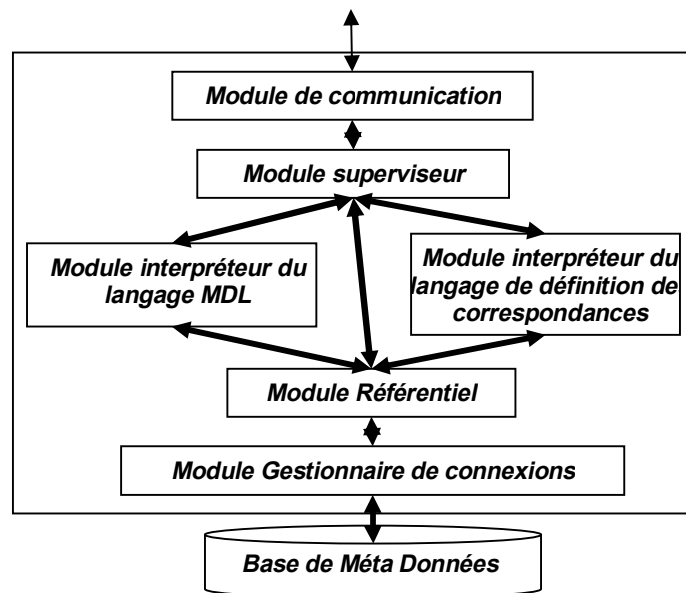 Module de communication
Module superviseur
Module interpréteur du
langage MDL
Module interpréteur du
langage de définition de
correspondances
Module Référentiel
Module Gestionnaire de connexions
Base de Méta Données